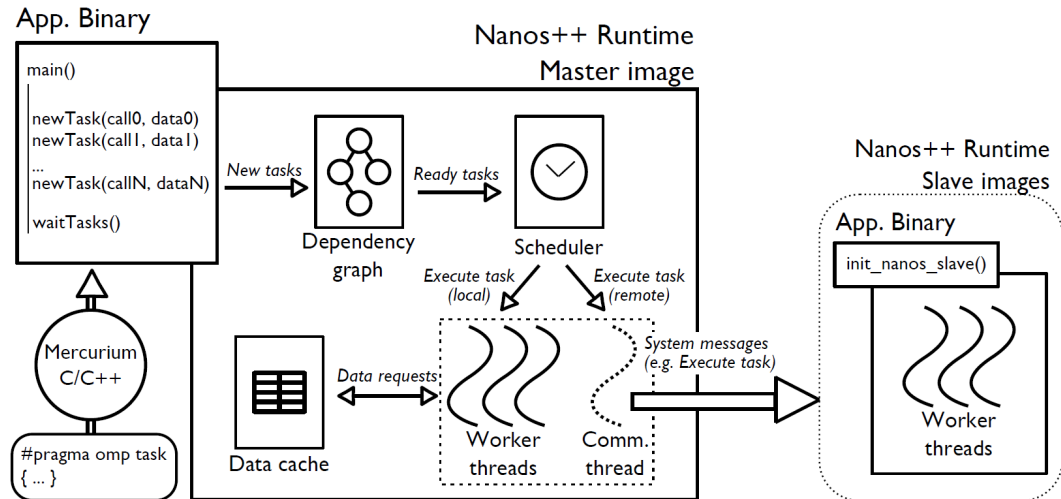 App. Binary
main()
newTask(call0, data0)
newTask(call1, data1)
...
newTask(callN, dataN)
waitTasks()
Mercurium
C/C++
#pragma omp task
{ ... }
Nanos++ Runtime
Master image
New tasks
Dependency
graph
Ready tasks
Scheduler
Execute task
(local)
Execute task
(remote)
Data cache
Data requests
Worker
threads
Comm.
thread
System messages
(e.g. Execute task)
Nanos++ Runtime
Slave images
App. Binary
init_nanos_slave()
Worker
threads